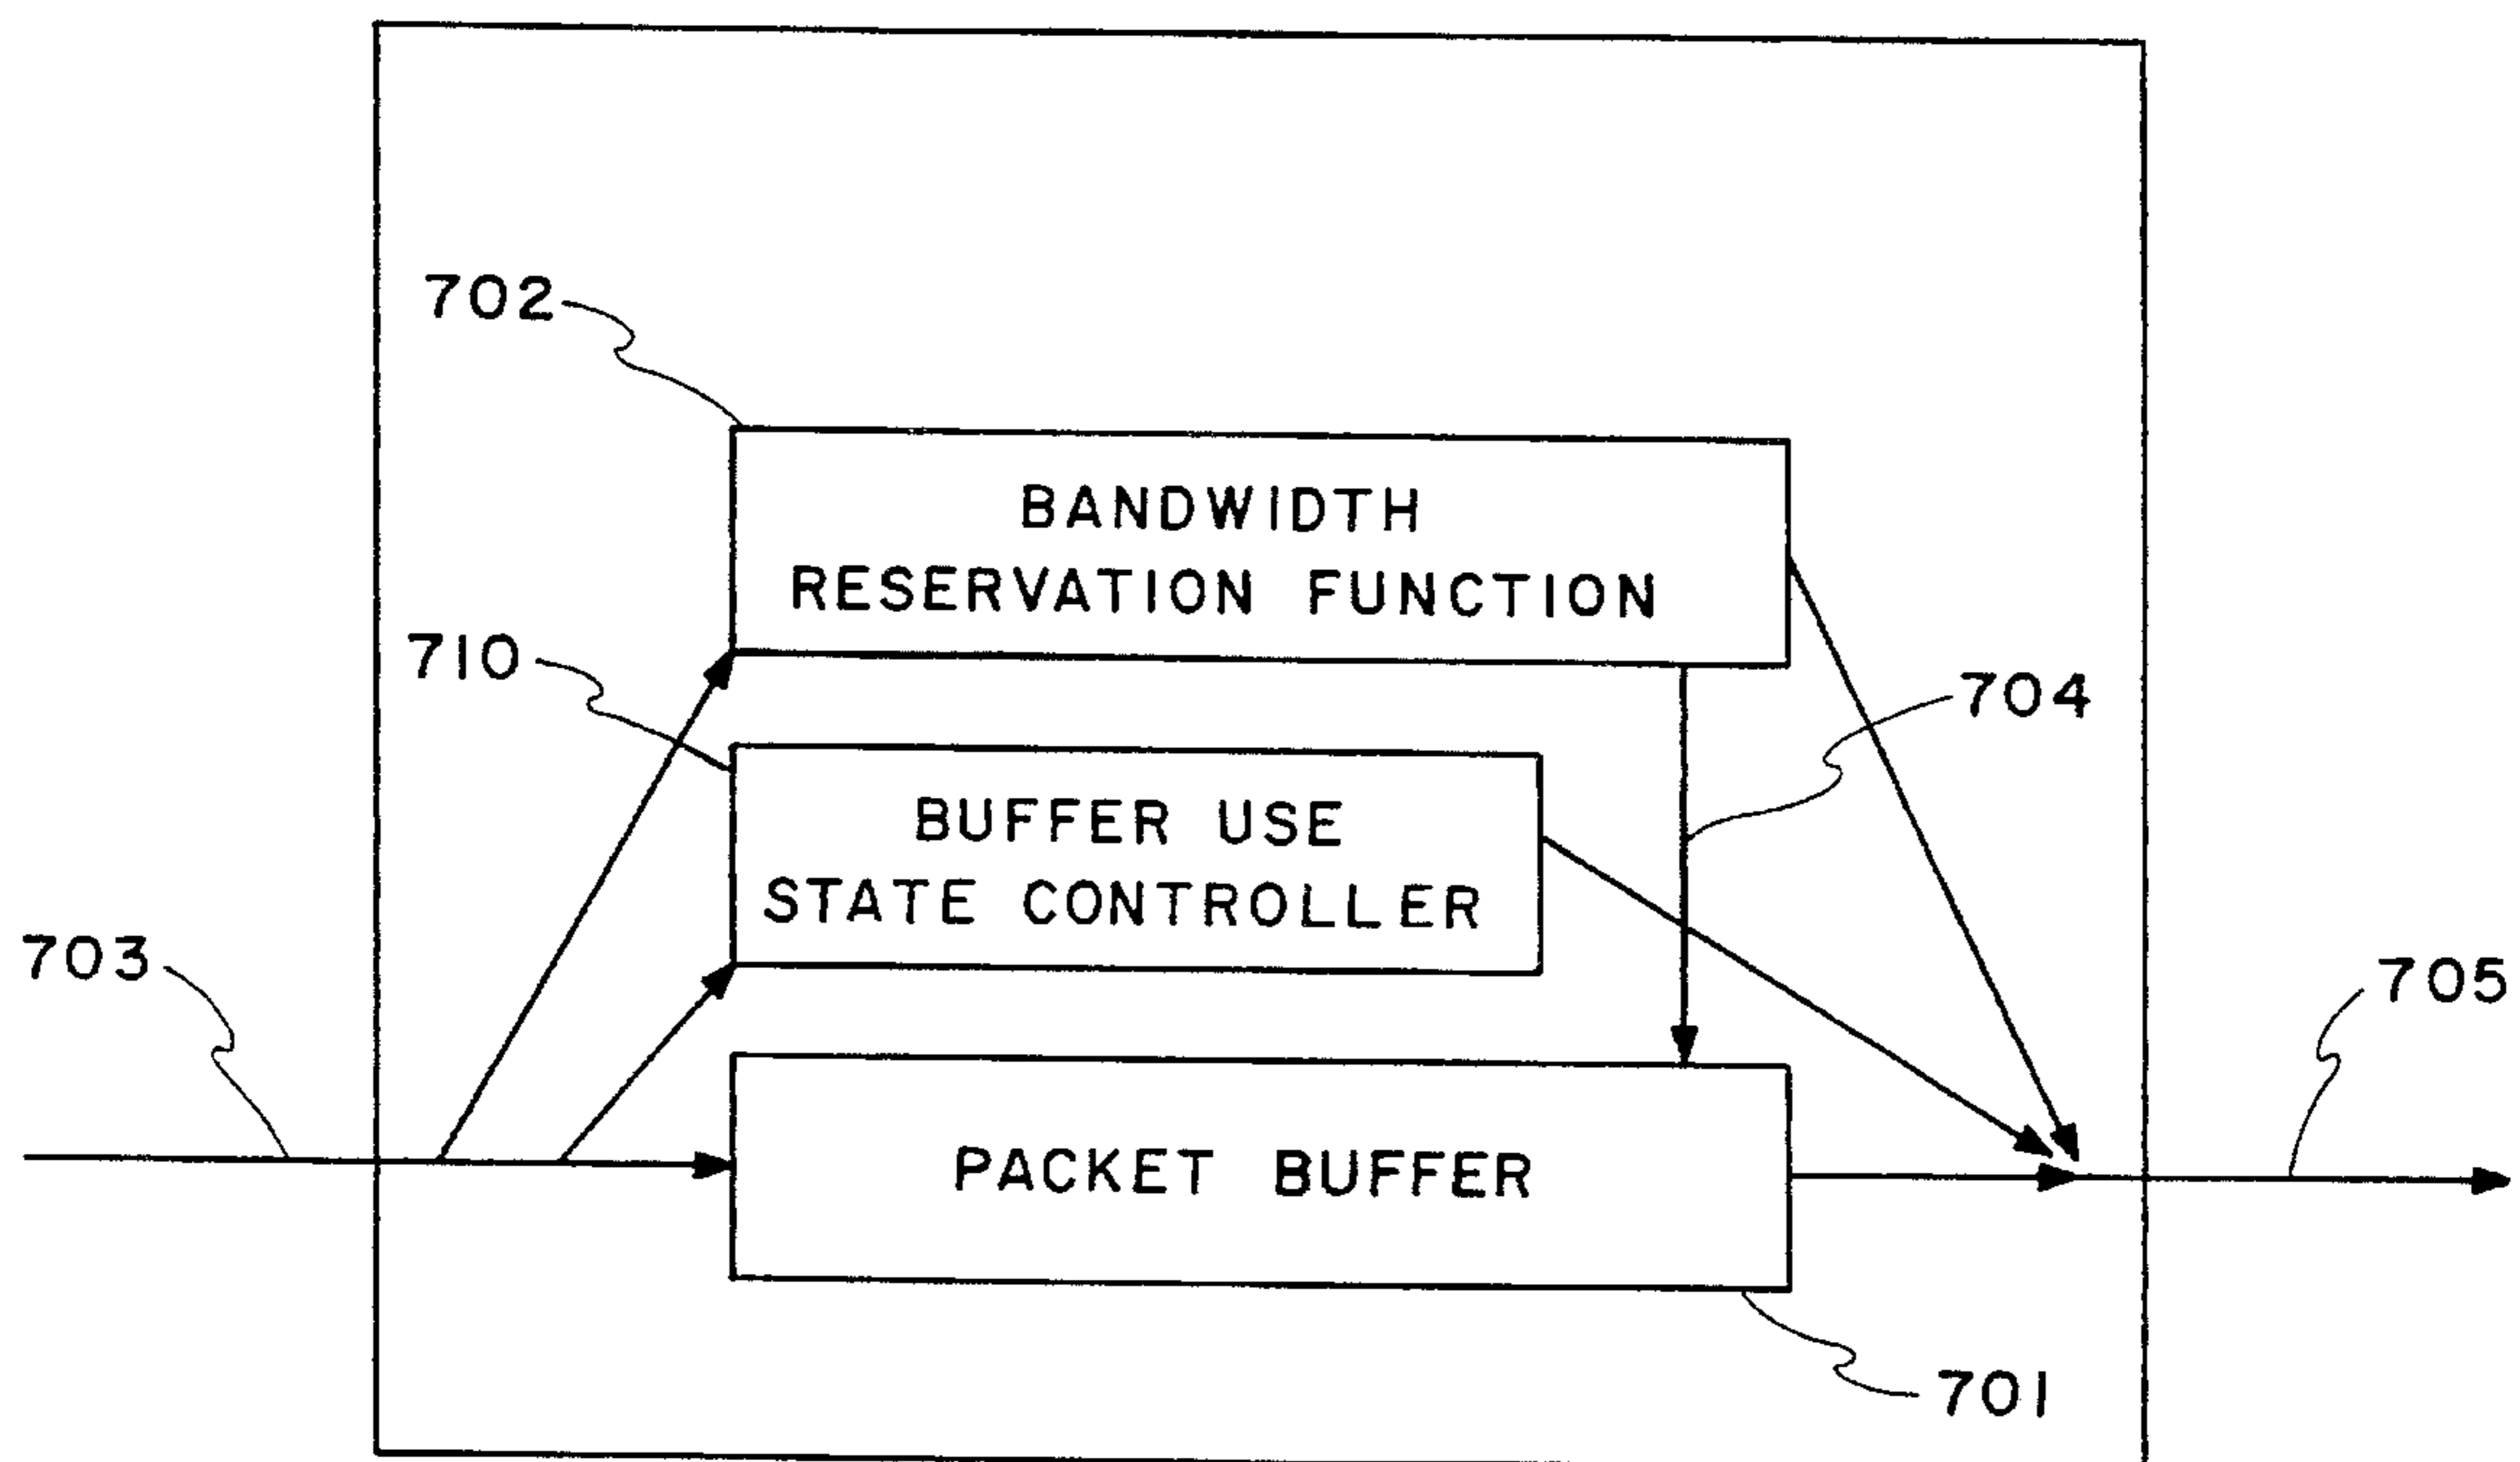 702
BANDWIDTH
RESERVATION FUNCTION
710
704
BUFFER USE
STATE CONTROLLER
703
705
PACKET BUFFER
701